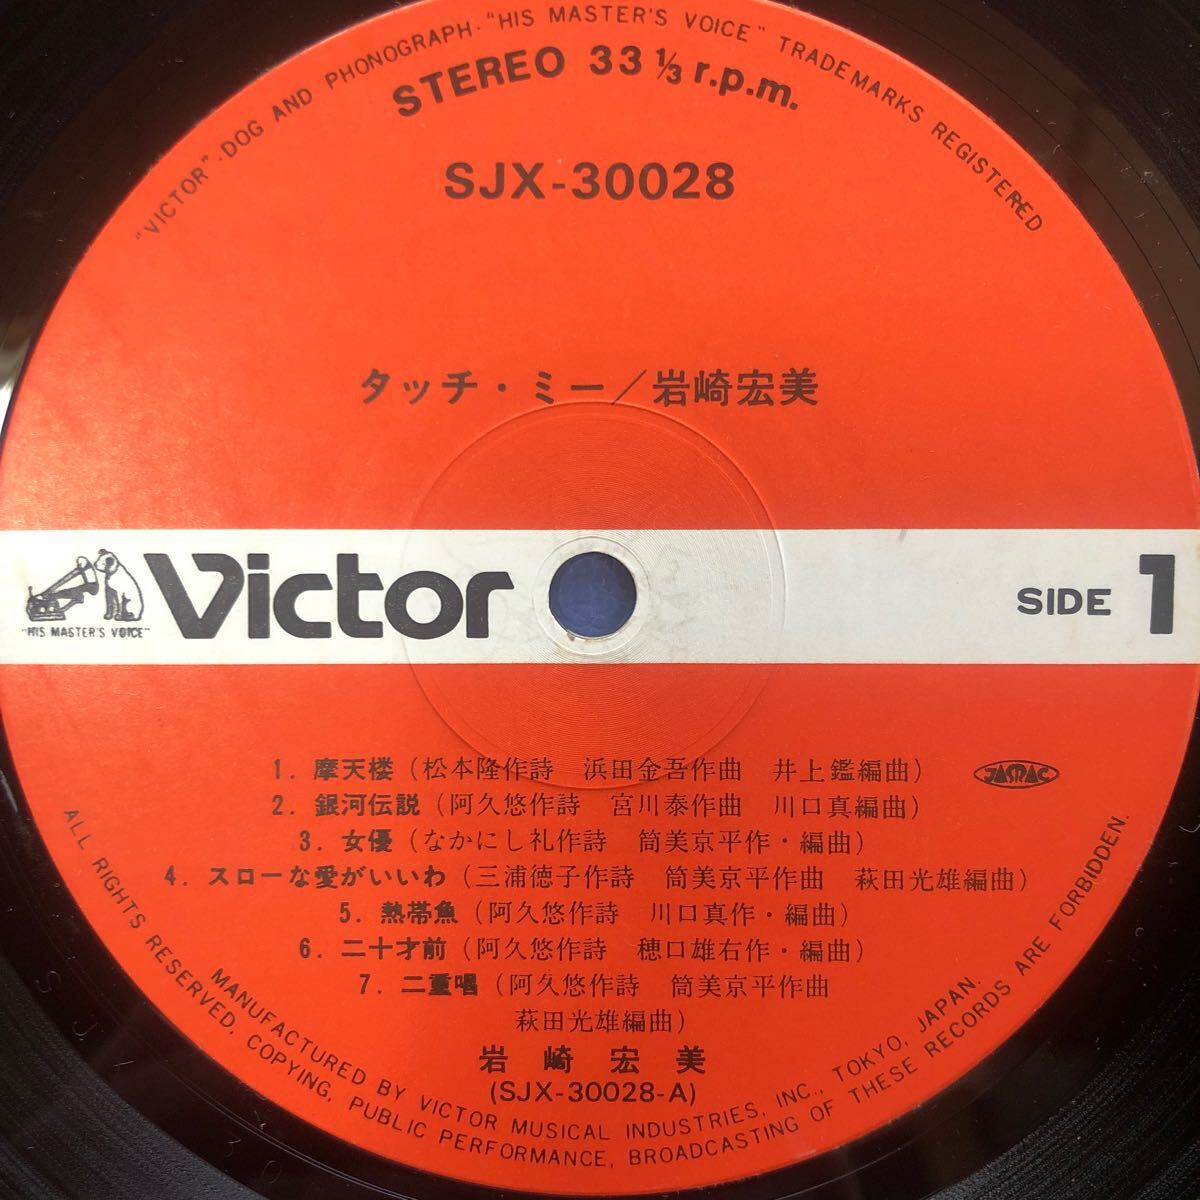 "VICTOR"·DOG AND PHONOGRAPH·"HIS MASTER'S VOICE" TRADEMARKS REGISTERED
STEREO 33 1/3 r.p.m.
SJX-30028
タッチ・ミー／岩崎宏美
"HIS MASTER'S VOICE"
Victor
SIDE 1
1. 摩天楼 (松本隆作詩 浜田金吾作曲 井上鑑編曲)
JASRAC
2. 銀河伝説 (阿久悠作詩 宮川泰作曲 川口真編曲)
3. 女優 (なかにし礼作詩 筒美京平作・編曲)
4. スローな愛がいいわ (三浦徳子作詩 筒美京平作曲 萩田光雄編曲)
5. 熱帯魚 (阿久悠作詩 川口真作・編曲)
6. 二十才前 (阿久悠作詩 穂口雄右作・編曲)
7. 二重唱 (阿久悠作詩 筒美京平作曲
萩田光雄編曲)
岩崎宏美
(SJX-30028-A)
MANUFACTURED BY VICTOR MUSICAL INDUSTRIES, INC., TOKYO, JAPAN.
ALL RIGHTS RESERVED, COPYING, PUBLIC PERFORMANCE, BROADCASTING OF THESE RECORDS ARE FORBIDDEN.